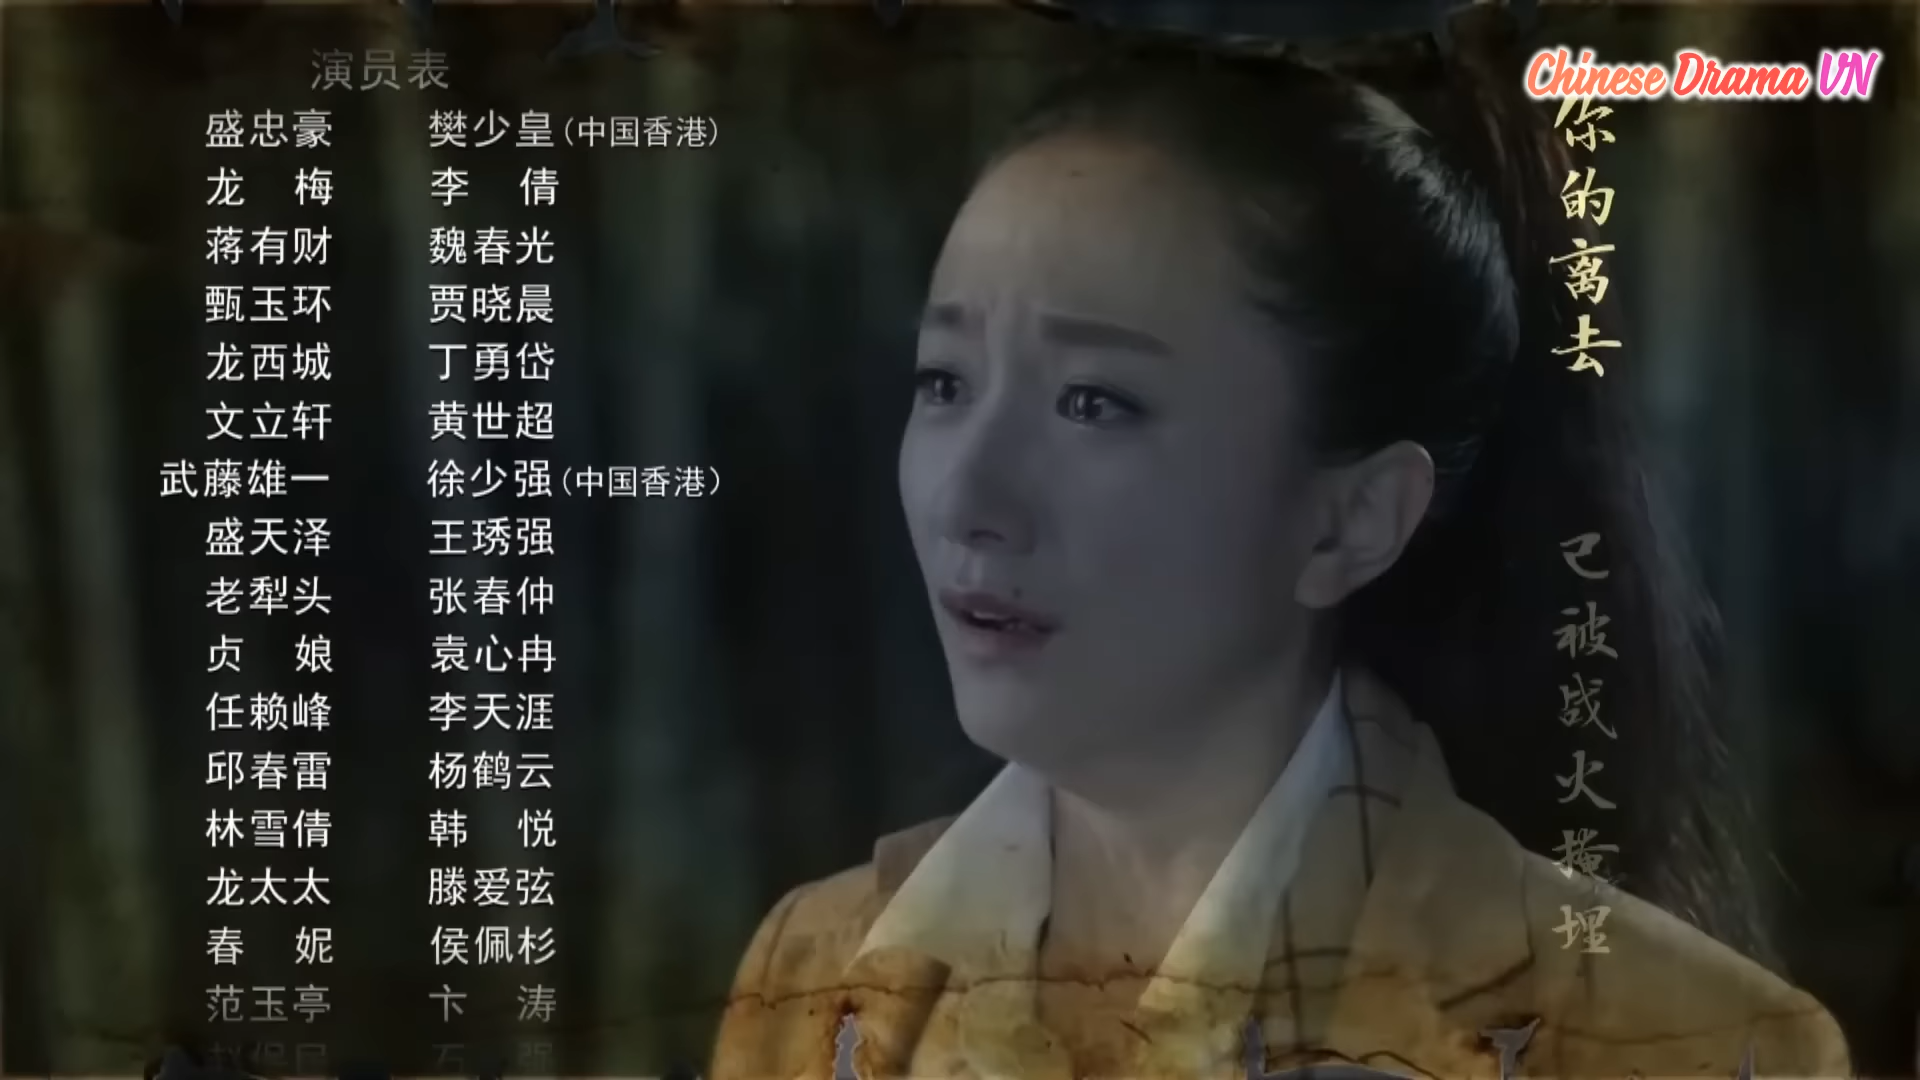 演员表
盛忠豪 樊少皇(中国香港)
龙梅 李倩
蒋有财 魏春光
甄玉环 贾晓晨
龙西城 丁勇岱
文立轩 黄世超
武藤雄一 徐少强(中国香港)
盛天泽 王琇强
老犁头 张春仲
贞娘 袁心冉
任赖峰 李天涯
邱春雷 杨鹤云
林雪倩 韩悦
龙太太 滕爱弦
春妮 侯佩杉
范玉亭 卞涛
Chinese Drama VN
你的离去
已被战火掩埋